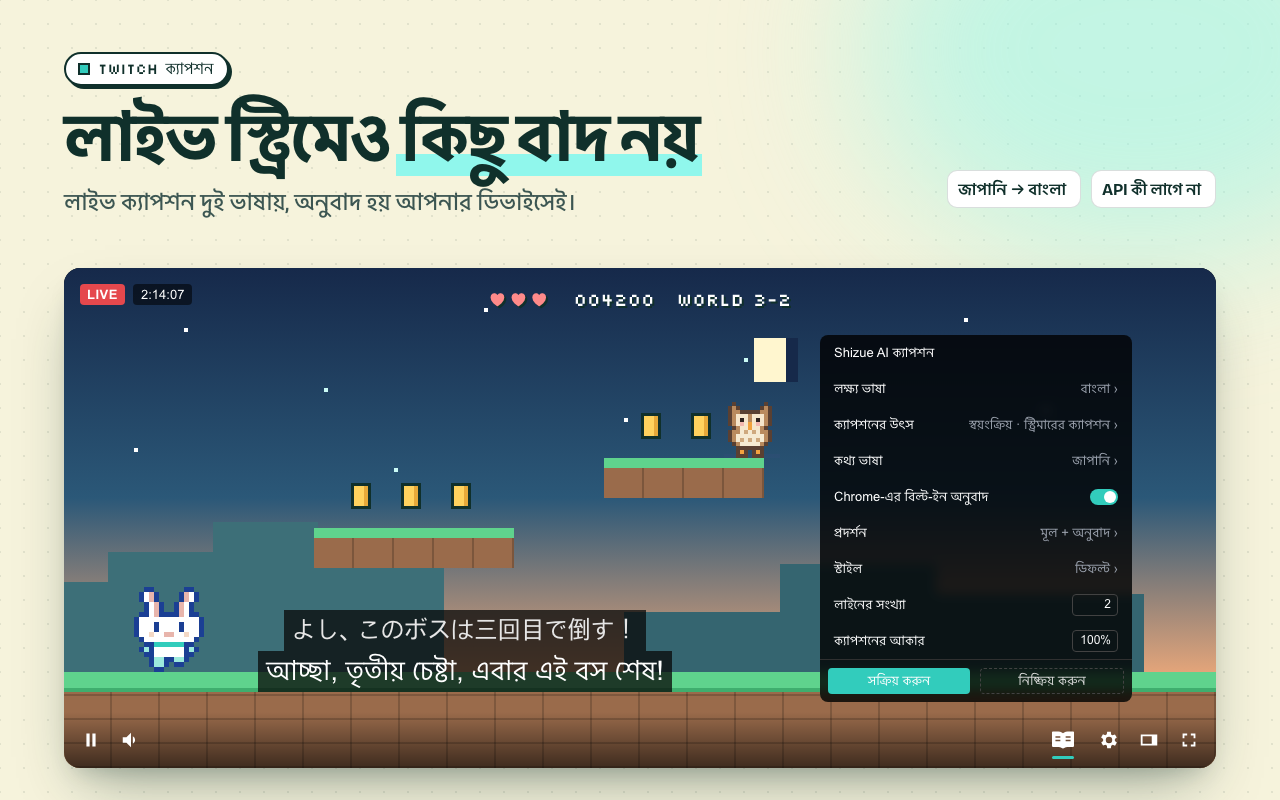 TWITCH ক্যাপশন
লাইভ স্ট্রিমেও কিছু বাদ নয়
লাইভ ক্যাপশন দুই ভাষায়, অনুবাদ হয় আপনার ডিভাইসেই।
জাপানি → বাংলা
API কী লাগে না
LIVE
2:14:07
004200 WORLD 3-2
Shizue AI ক্যাপশন
লক্ষ্য ভাষা বাংলা ›
ক্যাপশনের উৎস স্বয়ংক্রিয় · স্ট্রিমারের ক্যাপশন ›
কথ্য ভাষা জাপানি ›
Chrome-এর বিল্ট-ইন অনুবাদ
প্রদর্শন মূল + অনুবাদ ›
স্টাইল ডিফল্ট ›
লাইনের সংখ্যা 2
ক্যাপশনের আকার 100%
সক্রিয় করুন
নিষ্ক্রিয় করুন
よし、このボスは三回目で倒す！
আচ্ছা, তৃতীয় চেষ্টা, এবার এই বস শেষ!